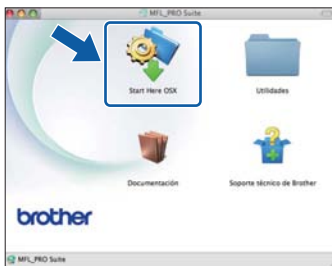 MFL_PRO Suite
Start Here OSX
Utilidades
Documentación
Soporte técnico de Brother
brother
MFL_PRO Suite